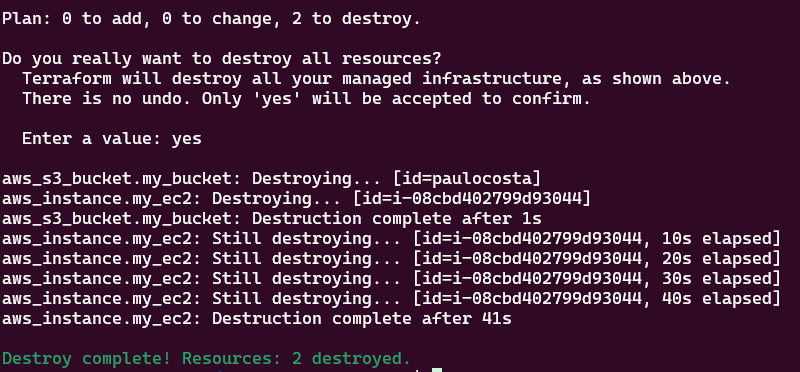 Plan: 0 to add, 0 to change, 2 to destroy.
Do you really want to destroy all resources?
Terraform will destroy all your managed infrastructure, as shown above.
There is no undo. Only 'yes' will be accepted to confirm.
Enter a value: yes
aws_s3_bucket.my_bucket: Destroying... [id=paulocosta]
aws_instance.my_ec2: Destroying... [id=i-08cbd402799d93044]
aws_s3_bucket.my_bucket: Destruction complete after 1s
aws_instance.my_ec2: Still destroying... [id=i-08cbd402799d93044, 10s elapsed]
aws_instance.my_ec2: Still destroying... [id=i-08cbd402799d93044, 20s elapsed]
aws_instance.my_ec2: Still destroying... [id=i-08cbd402799d93044, 30s elapsed]
aws_instance.my_ec2: Still destroying... [id=i-08cbd402799d93044, 40s elapsed]
aws_instance.my_ec2: Destruction complete after 41s
Destroy complete! Resources: 2 destroyed.